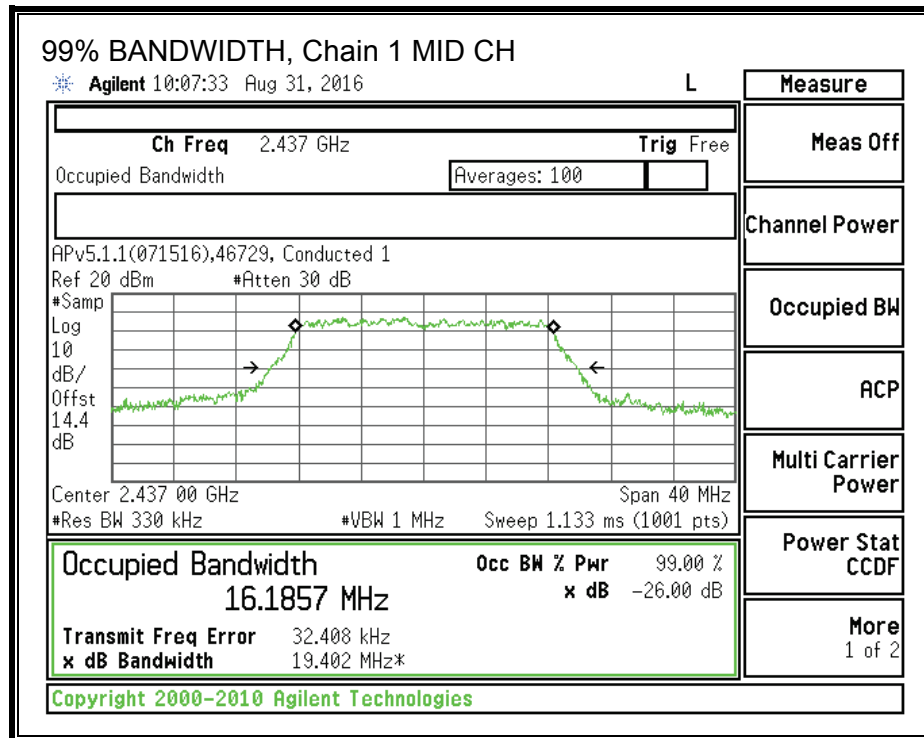 99% BANDWIDTH, Chain 1 MID CH
Agilent 10:07:33 Aug 31, 2016 L
Measure
Ch Freq 2.437 GHz Trig Free
Occupied Bandwidth Averages: 100
APv5.1.1(071516),46729, Conducted 1
Ref 20 dBm #Atten 30 dB
#Samp
Log
10
dB/
Offst
14.4
dB
Center 2.437 00 GHz Span 40 MHz
#Res BW 330 kHz #VBW 1 MHz Sweep 1.133 ms (1001 pts)
Occupied Bandwidth Occ BW % Pwr 99.00 %
16.1857 MHz x dB -26.00 dB
Transmit Freq Error 32.408 kHz
x dB Bandwidth 19.402 MHz*
Copyright 2000-2010 Agilent Technologies
Meas Off
Channel Power
Occupied BW
ACP
Multi Carrier
Power
Power Stat
CCDF
More
1 of 2